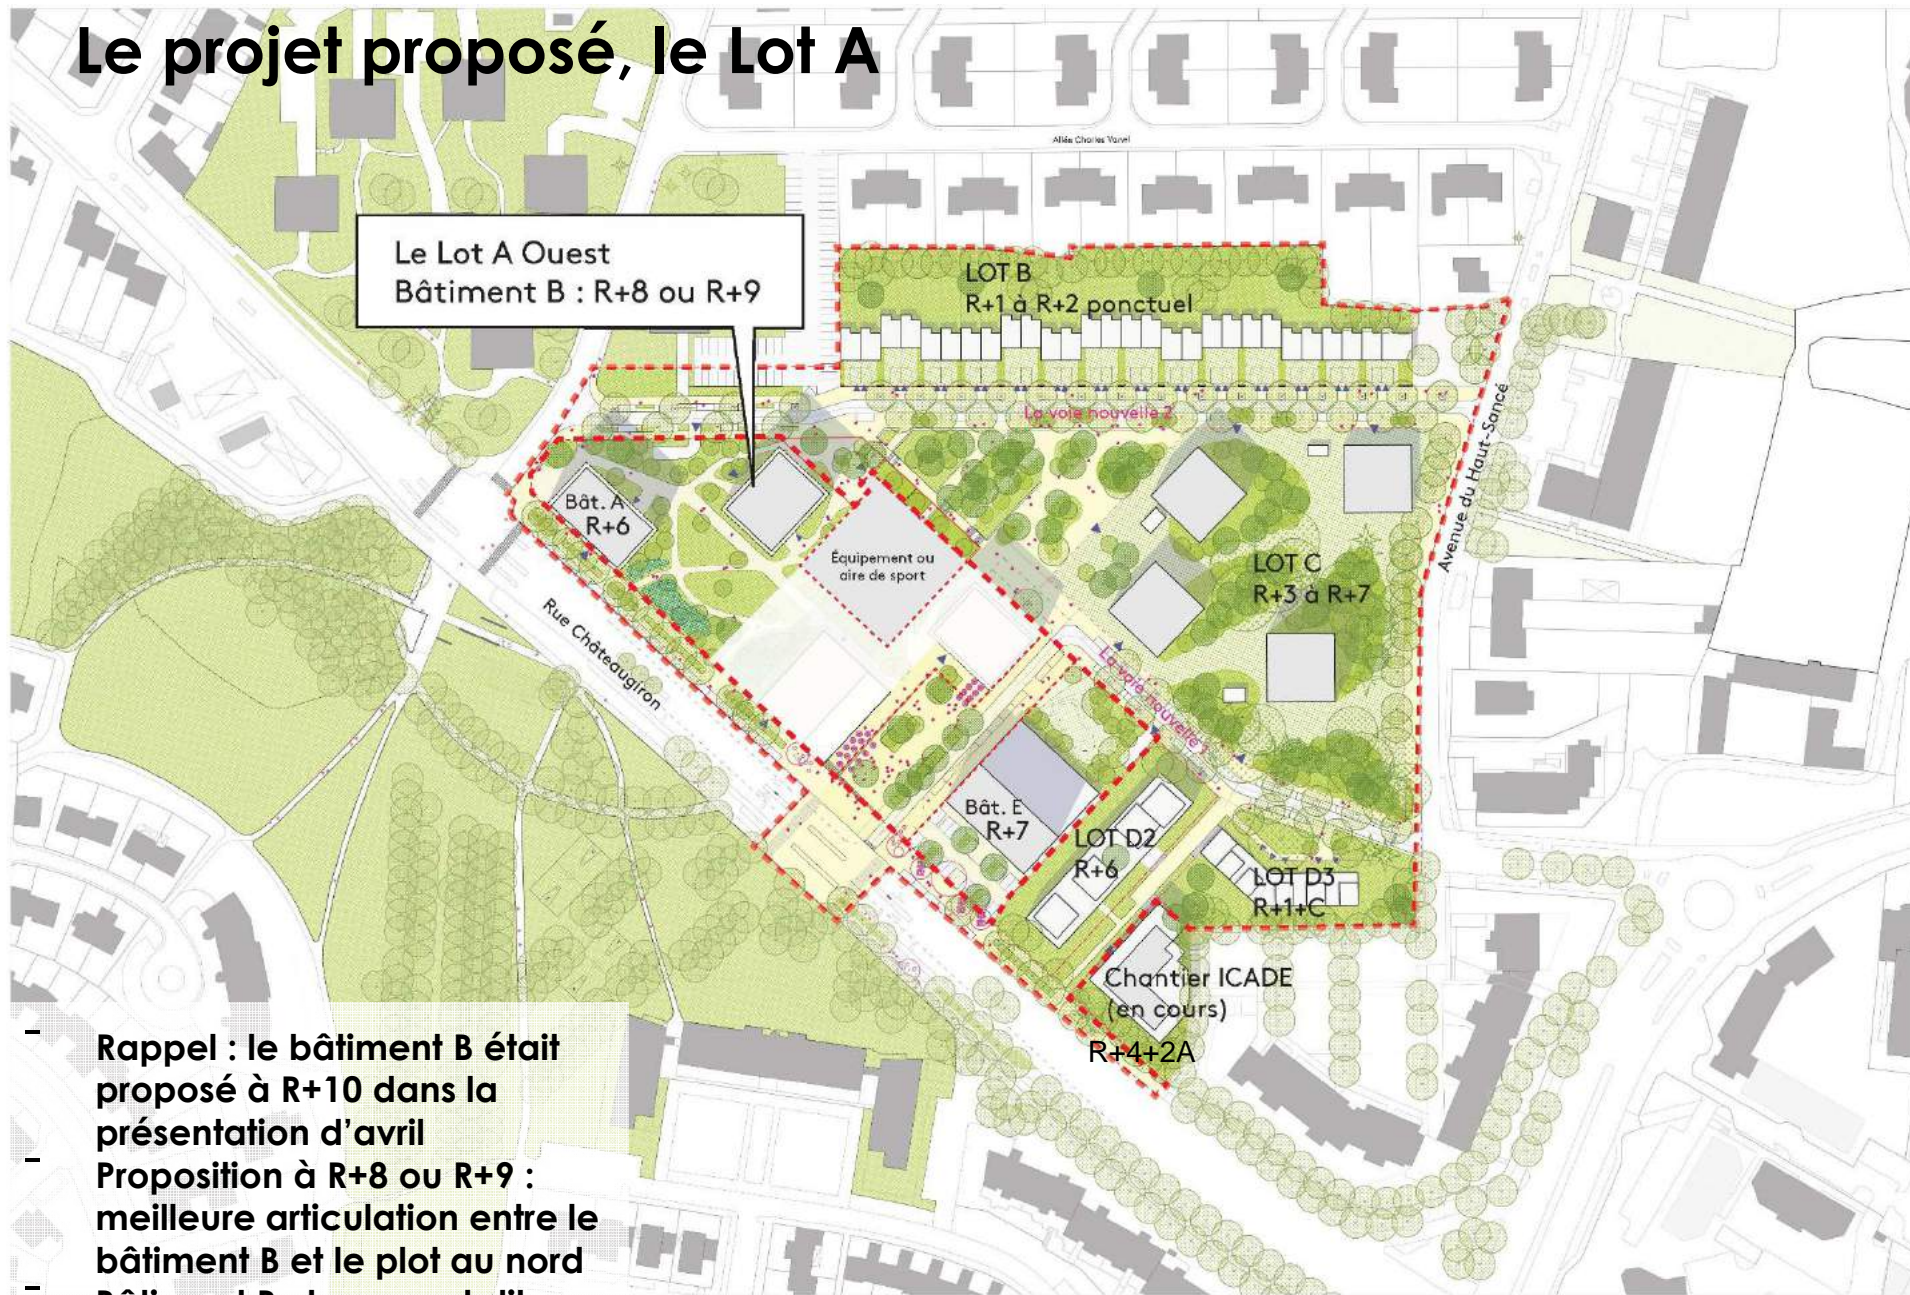 Le projet proposé, le Lot A
Allée Charles Vanel
Le Lot A Ouest
Bâtiment B : R+8 ou R+9
LOT B
R+1 à R+2 ponctuel
La voie nouvelle 2
Avenue du Haut-Sancé
Bât. A
R+6
Équipement ou
aire de sport
LOT C
R+3 à R+7
Rue Châteaugiron
La voie nouvelle 1
Bât. E
R+7
LOT D2
R+6
LOT D3
R+1+C
Chantier ICADE
(en cours)
R+4+2A
- Rappel : le bâtiment B était
proposé à R+10 dans la
présentation d’avril
- Proposition à R+8 ou R+9 :
meilleure articulation entre le
bâtiment B et le plot au nord